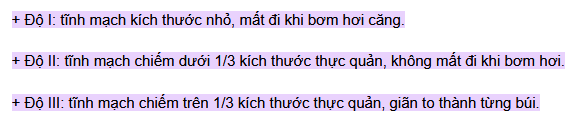 + Độ I: tĩnh mạch kích thước nhỏ, mất đi khi bơm hơi căng.
+ Độ II: tĩnh mạch chiếm dưới 1/3 kích thước thực quản, không mất đi khi bơm hơi.
+ Độ III: tĩnh mạch chiếm trên 1/3 kích thước thực quản, giãn to thành từng búi.